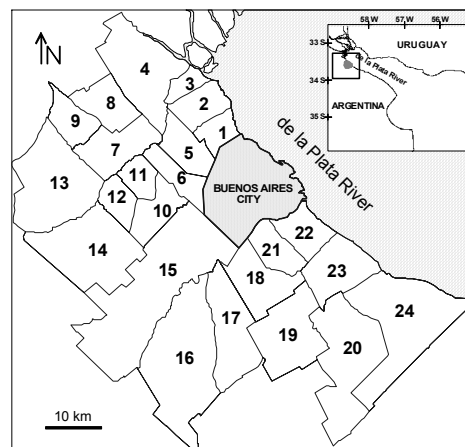 N
58 W 57 W 56 W
33 S
34 S
35 S
URUGUAY
de la Plata River
ARGENTINA
4
3
2
8
9
1
7
5
6
11
13
12
10
BUENOS AIRES
CITY
de la Plata River
14
22
21
15
18
23
17
24
19
16
20
10 km